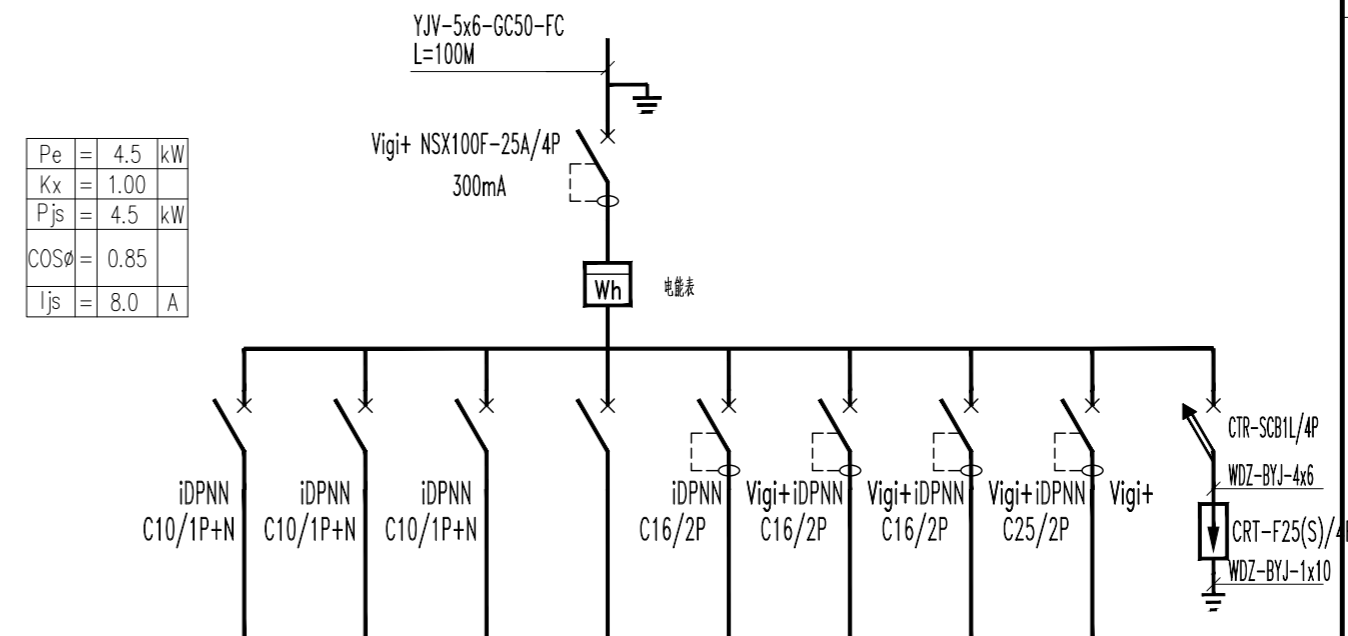 YJV-5x6-GC50-FC
L=100M
Vigi+ NSX100F-25A/4P
300mA
Pe = 4.5 kW
Kx = 1.00
Pjs = 4.5 kW
COSø = 0.85
Ijs = 8.0 A
Wh
电能表
iDPNN
C10/1P+N
iDPNN
C10/1P+N
iDPNN
C10/1P+N
iDPNN Vigi+
C16/2P
iDPNN Vigi+
C16/2P
iDPNN Vigi+
C16/2P
iDPNN Vigi+
C25/2P
CTR-SCB1L/4P
WDZ-BYJ-4x6
CRT-F25(S)/4P
WDZ-BYJ-1x10